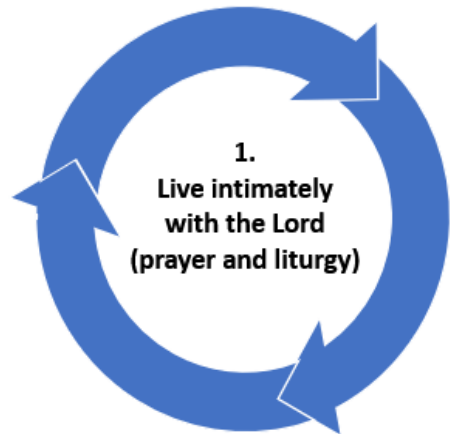 1.
Live intimately
with the Lord
(prayer and liturgy)